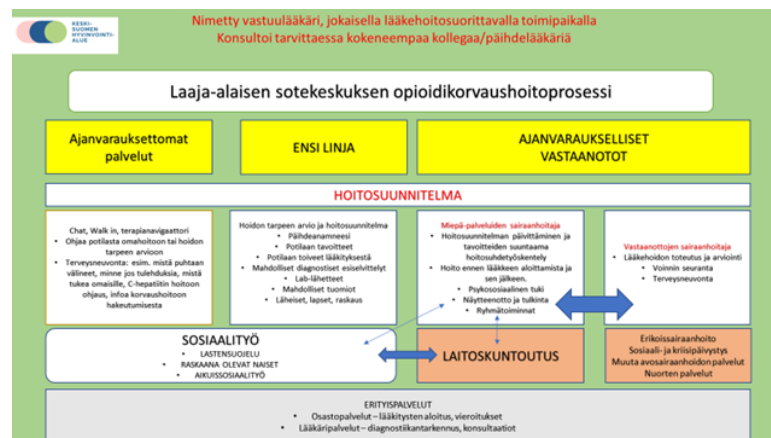 KESKI-
SUOMEN
HYVINVOINTI-
ALUE
Nimetty vastuulääkäri, jokaisella lääkehoitosuorittavalla toimipaikalla
Konsultoi tarvittaessa kokeneempaa kollegaa/päihdelääkäriä
Laaja-alaisen sotekeskuksen opioidikorvaushoitoprosessi
Ajanvarauksettomat
palvelut
ENSI LINJA
AJANVARAUKSELLISET
VASTAANOTOT
HOITOSUUNNITELMA
Chat, Walk in, terapianavigaattori
• Ohjaa potilasta omahoitoon tai hoidon
tarpeen arvioon
• Terveysneuvonta: esim. mistä puhtaan
välineet, minne jos tulehduksia, mistä
tukea omaisille, C-hepatiitin hoitoon
ohjaus, infoa korvaushoitoon
hakeutumisesta
Hoidon tarpeen arvio ja hoitosuunnitelma
• Päihdeanamneesi
• Potilaan tavoitteet
• Potilaan toiveet lääkityksestä
• Mahdolliset diagnostiset esiselvittelyt
• Lab-lähetteet
• Mahdolliset tuomiot
• Läheiset, lapset, raskaus
Miepä-palveluiden sairaanhoitaja
• Hoitosuunnitelman päivittäminen ja
tavoitteiden suuntaama
hoitosuhdetyöskentely
• Hoito ennen lääkkeen aloittamista ja
sen jälkeen.
• Psykososiaalinen tuki
• Näytteenotto ja tulkinta
• Ryhmätoiminnat
Vastaanottojen sairaanhoitaja
• Lääkehoidon toteutus ja arviointi
• Voinnin seuranta
• Terveysneuvonta
SOSIAALITYÖ
• LASTENSUOJELU
• RASKAANA OLEVAT NAISET
• AIKUISSOSIAALITYÖ
LAITOSKUNTOUTUS
Erikoissairaanhoito
Sosiaali- ja kriisipäivystys
Muuta avosairaanhoidon palvelut
Nuorten palvelut
ERITYISPALVELUT
• Osastopalvelut – lääkitysten aloitus, vieroitukset
• Lääkäripalvelut – diagnostiikantarkennus, konsultaatiot